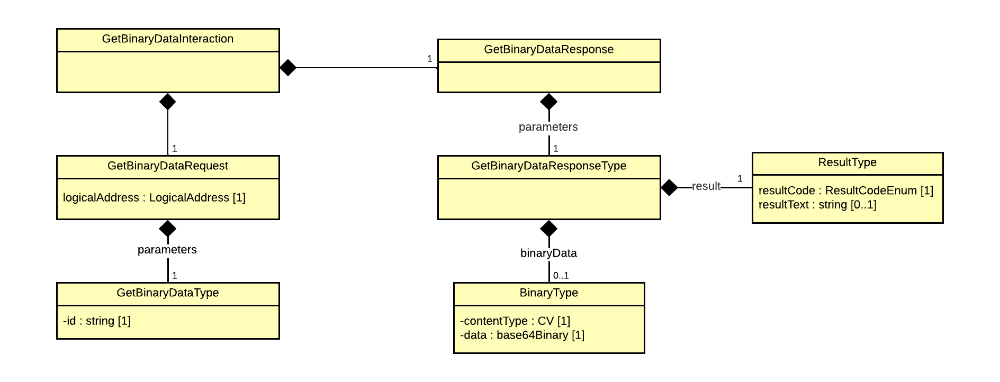 GetBinaryDataInteraction
1
GetBinaryDataResponse
parameters
1
1
GetBinaryDataRequest
logicalAddress : LogicalAddress [1]
GetBinaryDataResponseType
result
1
ResultType
resultCode : ResultCodeEnum [1]
resultText : string [0..1]
parameters
1
binaryData
0..1
GetBinaryDataType
-id : string [1]
BinaryType
-contentType : CV [1]
-data : base64Binary [1]